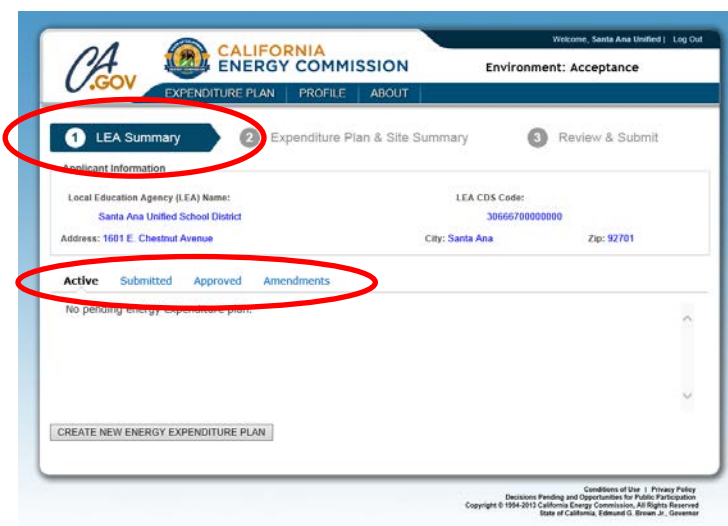 Welcome, Santa Ana Unified | Log Out
CA
.GOV
CALIFORNIA
ENERGY COMMISSION
Environment: Acceptance
EXPENDITURE PLAN | PROFILE | ABOUT
1 LEA Summary 2 Expenditure Plan & Site Summary 3 Review & Submit
Applicant Information
Local Education Agency (LEA) Name: LEA CDS Code:
Santa Ana Unified School District 30666700000000
Address: 1601 E. Chestnut Avenue City: Santa Ana Zip: 92701
Active Submitted Approved Amendments
No pending energy expenditure plan.
CREATE NEW ENERGY EXPENDITURE PLAN
Conditions of Use | Privacy Policy
Decisions Pending and Opportunities for Public Participation
Copyright © 1994-2013 California Energy Commission, All Rights Reserved
State of California, Edmund G. Brown Jr., Governor